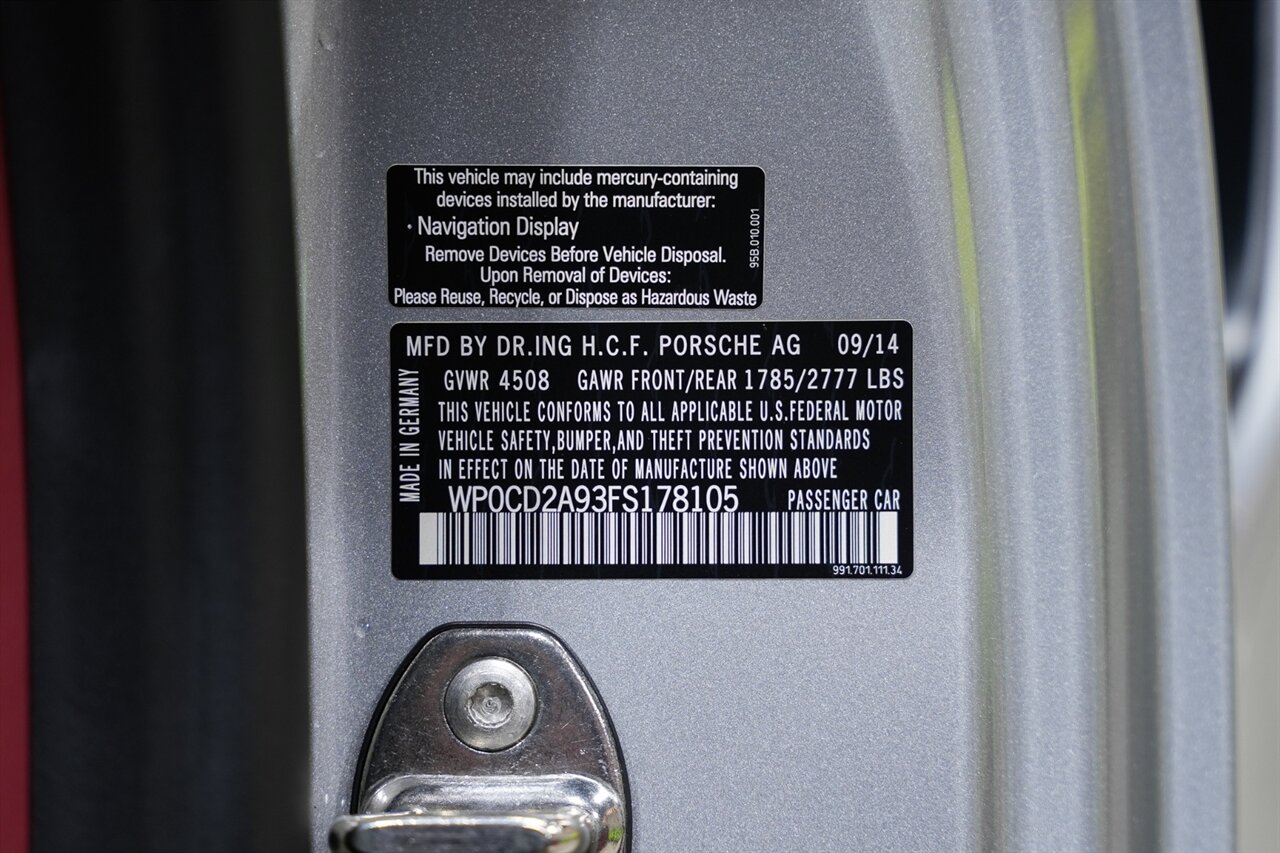 This vehicle may include mercury-containing
devices installed by the manufacturer:
· Navigation Display
Remove Devices Before Vehicle Disposal.
Upon Removal of Devices:
Please Reuse, Recycle, or Dispose as Hazardous Waste
95B.010.001
MFD BY DR.ING H.C.F. PORSCHE AG 09/14
GVWR 4508 GAWR FRONT/REAR 1785/2777 LBS
THIS VEHICLE CONFORMS TO ALL APPLICABLE U.S.FEDERAL MOTOR
VEHICLE SAFETY,BUMPER,AND THEFT PREVENTION STANDARDS
IN EFFECT ON THE DATE OF MANUFACTURE SHOWN ABOVE
MADE IN GERMANY
WP0CD2A93FS178105 PASSENGER CAR
991.701.111.34